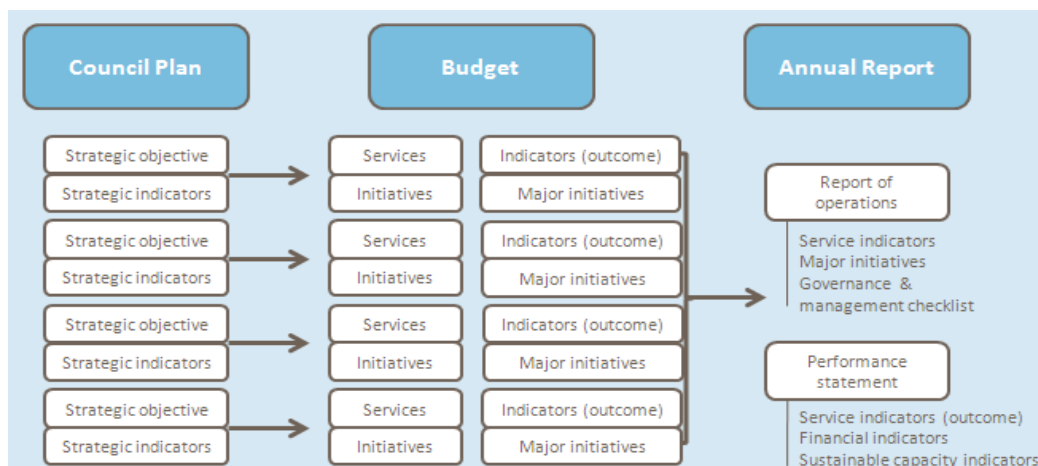 Council Plan
Budget
Annual Report
Strategic objective
Strategic indicators
Services
Initiatives
Indicators (outcome)
Major initiatives
Strategic objective
Strategic indicators
Services
Initiatives
Indicators (outcome)
Major initiatives
Strategic objective
Strategic indicators
Services
Initiatives
Indicators (outcome)
Major initiatives
Strategic objective
Strategic indicators
Services
Initiatives
Indicators (outcome)
Major initiatives
Report of
operations
Service indicators
Major initiatives
Governance &
management checklist
Performance
statement
Service indicators (outcome)
Financial indicators
Sustainable capacity indicators